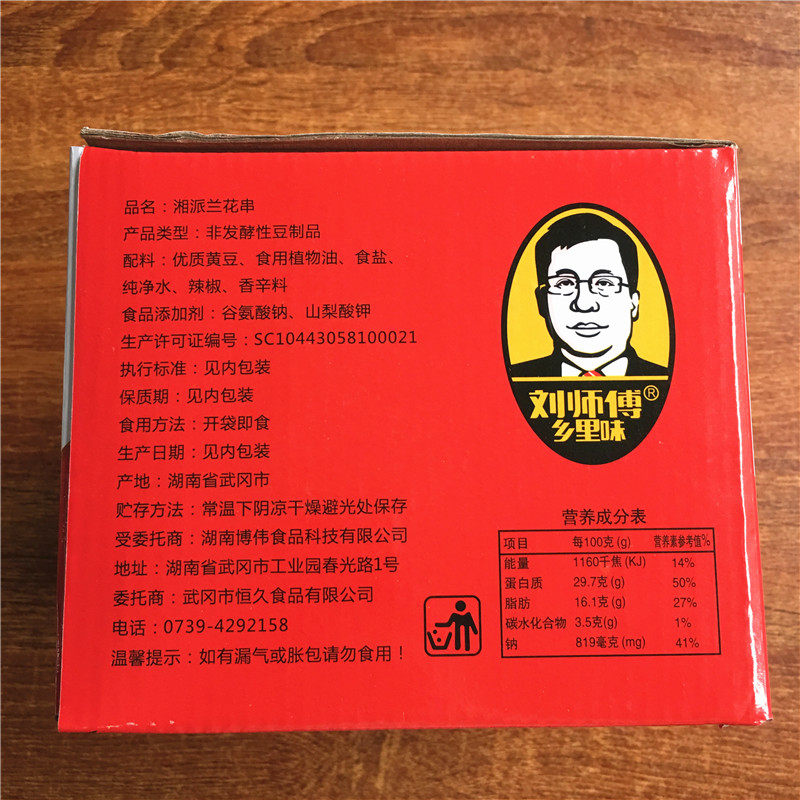 品名：湘派兰花串
产品类型：非发酵性豆制品
配料：优质黄豆、食用植物油、食盐、
纯净水、辣椒、香辛料
食品添加剂：谷氨酸钠、山梨酸钾
生产许可证编号：SC10443058100021
执行标准：见内包装
保质期：见内包装
食用方法：开袋即食
生产日期：见内包装
产地：湖南省武冈市
贮存方法：常温下阴凉干燥避光处保存
受委托商：湖南博伟食品科技有限公司
地址：湖南省武冈市工业园春光路1号
委托商：武冈市恒久食品有限公司
电话：0739-4292158
温馨提示：如有漏气或胀包请勿食用！
刘师傅®
乡里味
营养成分表
项目 每100克(g) 营养素参考值%
能量 1160千焦(KJ) 14%
蛋白质 29.7克(g) 50%
脂肪 16.1克(g) 27%
碳水化合物 3.5克(g) 1%
钠 819毫克(mg) 41%